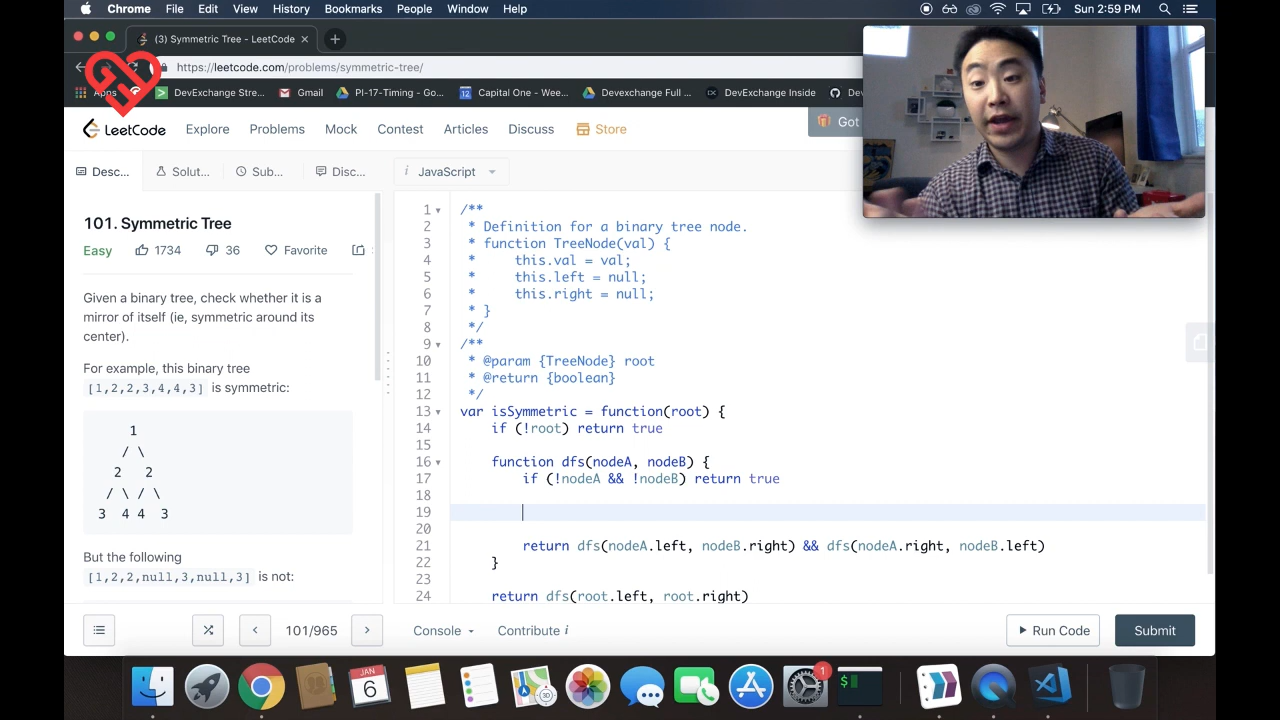 Chrome File Edit View History Bookmarks People Window Help Sun 2:59 PM
(3) Symmetric Tree - LeetCode
https://leetcode.com/problems/symmetric-tree/
Apps DevExchange Stre... Gmail PI-17-Timing - Go... Capital One - Wee... Devexchange Full ... DevExchange Inside
LeetCode Explore Problems Mock Contest Articles Discuss Store Got
Desc... Solut... Sub... Disc... i JavaScript
101. Symmetric Tree
Easy 1734 36 Favorite
Given a binary tree, check whether it is a
mirror of itself (ie, symmetric around its
center).
For example, this binary tree
[1,2,2,3,4,4,3] is symmetric:
1
/ \
2 2
/ \ / \
3 4 4 3
But the following
[1,2,2,null,3,null,3] is not:
1 /**
2 * Definition for a binary tree node.
3 * function TreeNode(val) {
4 * this.val = val;
5 * this.left = null;
6 * this.right = null;
7 * }
8 */
9 /**
10 * @param {TreeNode} root
11 * @return {boolean}
12 */
13 var isSymmetric = function(root) {
14 if (!root) return true
15
16 function dfs(nodeA, nodeB) {
17 if (!nodeA && !nodeB) return true
18
19
20
21 return dfs(nodeA.left, nodeB.right) && dfs(nodeA.right, nodeB.left)
22 }
23
24 return dfs(root.left, root.right)
101/965 Console Contribute i Run Code Submit
JAN
6
1
$